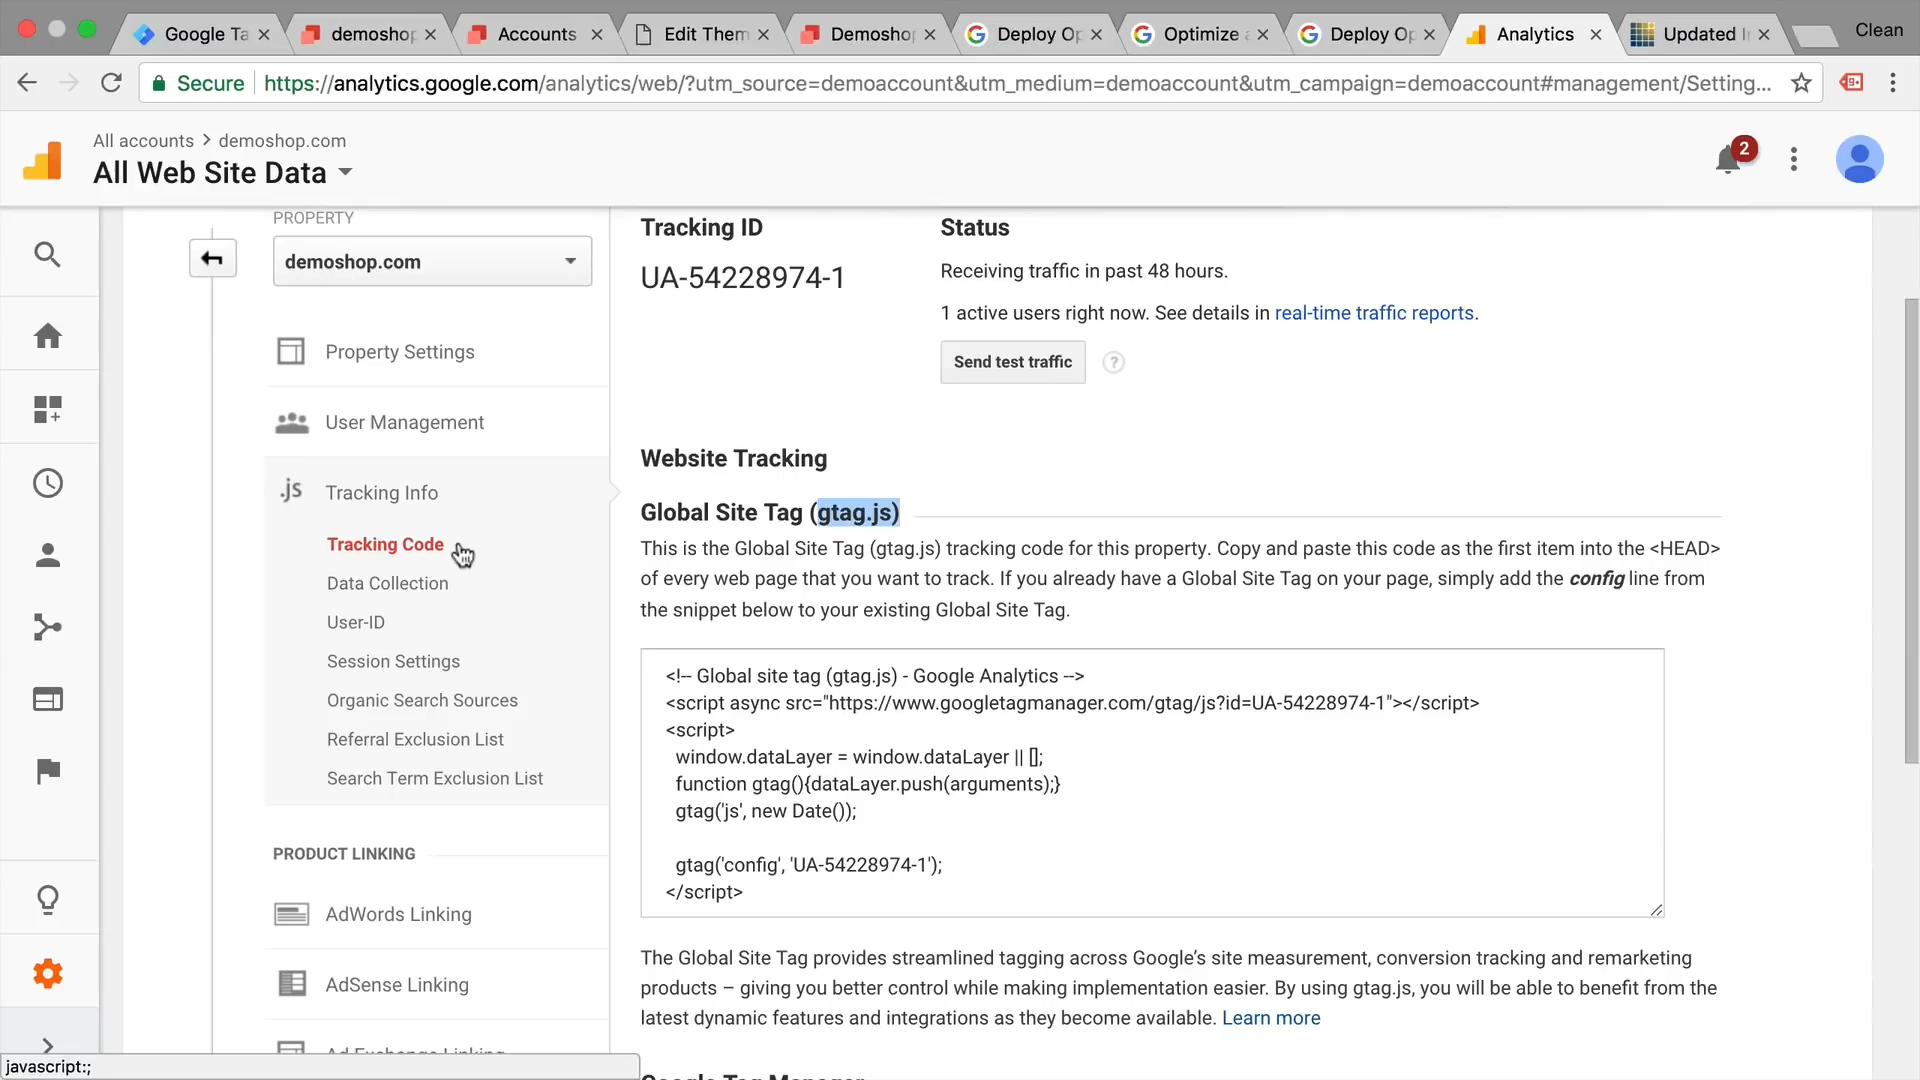 Google Ta
demoshop
Accounts
Edit Them
Demoshop
Deploy Op
Optimize a
Deploy Op
Analytics
Updated I
Clean
Secure
https://analytics.google.com/analytics/web/?utm_source=demoaccount&utm_medium=demoaccount&utm_campaign=demoaccount#management/Setting...
All accounts > demoshop.com
All Web Site Data
2
PROPERTY
demoshop.com
Property Settings
User Management
.js Tracking Info
Tracking Code
Data Collection
User-ID
Session Settings
Organic Search Sources
Referral Exclusion List
Search Term Exclusion List
PRODUCT LINKING
AdWords Linking
AdSense Linking
Ad Exchange Linking
Tracking ID
UA-54228974-1
Status
Receiving traffic in past 48 hours.
1 active users right now. See details in real-time traffic reports.
Send test traffic ?
Website Tracking
Global Site Tag (gtag.js)
This is the Global Site Tag (gtag.js) tracking code for this property. Copy and paste this code as the first item into the <HEAD>
of every web page that you want to track. If you already have a Global Site Tag on your page, simply add the config line from
the snippet below to your existing Global Site Tag.
<!-- Global site tag (gtag.js) - Google Analytics -->
<script async src="https://www.googletagmanager.com/gtag/js?id=UA-54228974-1"></script>
<script>
window.dataLayer = window.dataLayer || [];
function gtag(){dataLayer.push(arguments);}
gtag('js', new Date());
gtag('config', 'UA-54228974-1');
</script>
The Global Site Tag provides streamlined tagging across Google's site measurement, conversion tracking and remarketing
products – giving you better control while making implementation easier. By using gtag.js, you will be able to benefit from the
latest dynamic features and integrations as they become available. Learn more
Google Tag Manager
javascript:;